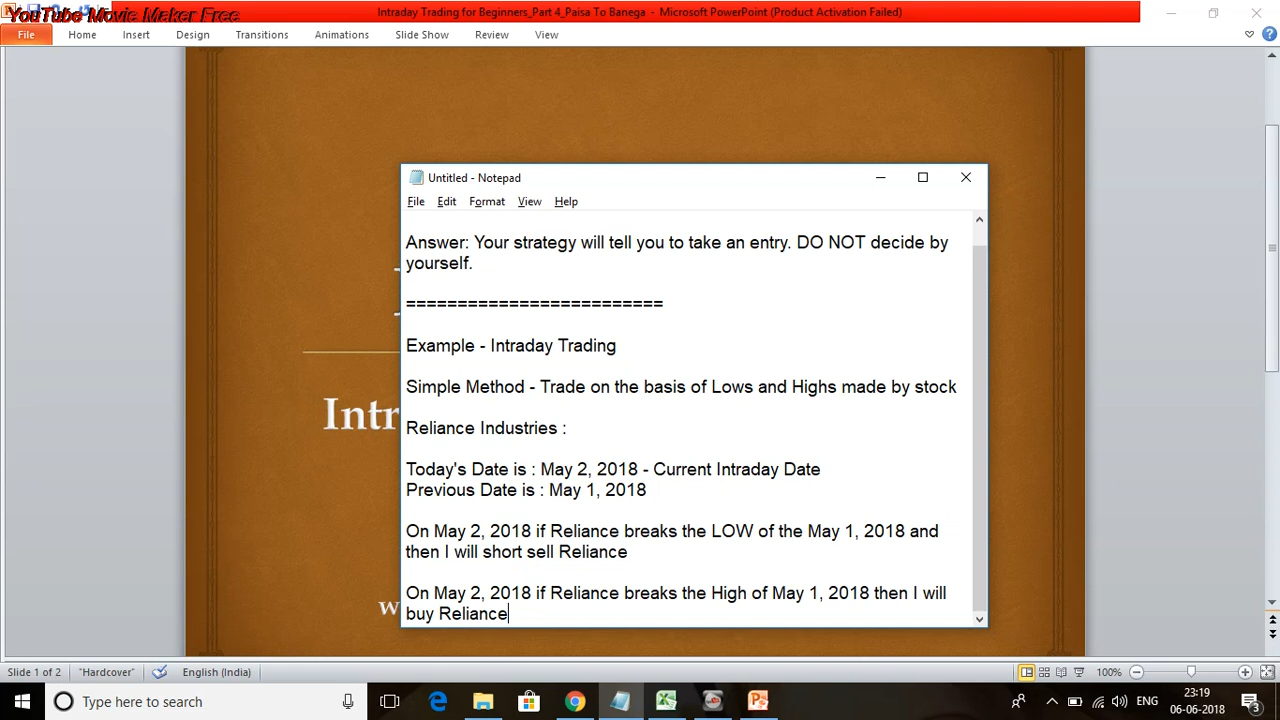 YouTube Movie Maker Free
Intraday Trading for Beginners_Part 4_Paisa To Banega - Microsoft PowerPoint (Product Activation Failed)
File Home Insert Design Transitions Animations Slide Show Review View
Untitled - Notepad
File Edit Format View Help
Answer: Your strategy will tell you to take an entry. DO NOT decide by
yourself.
=========================
Example - Intraday Trading
Simple Method - Trade on the basis of Lows and Highs made by stock
Reliance Industries :
Today's Date is : May 2, 2018 - Current Intraday Date
Previous Date is : May 1, 2018
On May 2, 2018 if Reliance breaks the LOW of the May 1, 2018 and
then I will short sell Reliance
On May 2, 2018 if Reliance breaks the High of May 1, 2018 then I will
buy Reliance
Intr
w
Slide 1 of 2 "Hardcover" English (India) 100%
Type here to search
ENG
23:19
06-06-2018
3